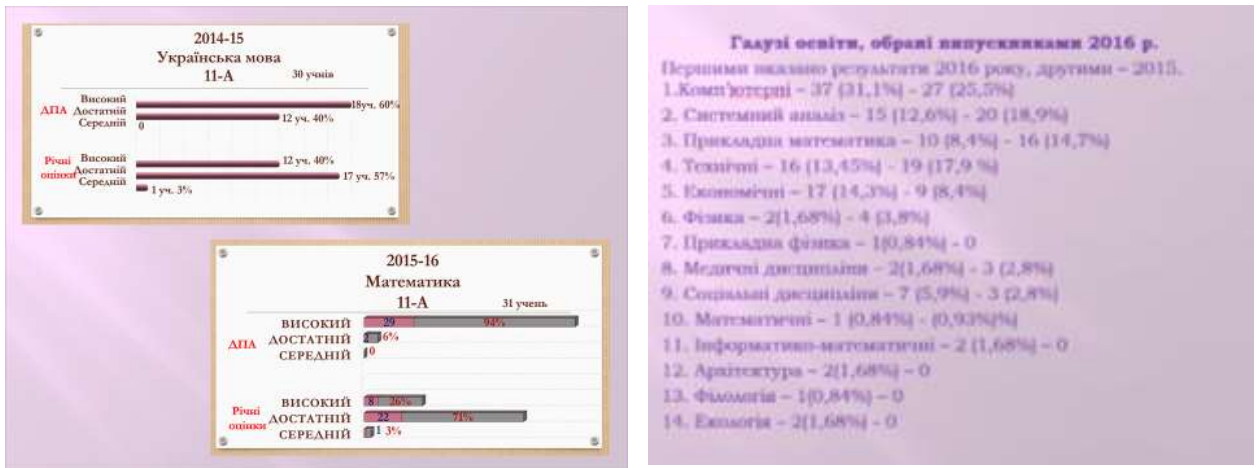 2014-15
Українська мова
11-А 30 учнів
ДПА
Високий 18уч. 60%
Достатній 12 уч. 40%
Середній 0
Річні оцінки
Високий 12 уч. 40%
Достатній 17 уч. 57%
Середній 1 уч. 3%
2015-16
Математика
11-А 31 учень
ДПА
ВИСОКИЙ 29 94%
ДОСТАТНІЙ 2 6%
СЕРЕДНІЙ 0
Річні оцінки
ВИСОКИЙ 8 26%
ДОСТАТНІЙ 22 71%
СЕРЕДНІЙ 1 3%
Галузі освіти, обрані випускниками 2016 р.
Першими вказано результати 2016 року, другими – 2015.
1.Комп'ютерні – 37 (31,1%) - 27 (25,5%)
2. Системний аналіз – 15 (12,6%) - 20 (18,9%)
3. Прикладна математика – 10 (8,4%) - 16 (14,7%)
4. Технічні – 16 (13,45%) - 19 (17,9 %)
5. Економічні – 17 (14,3%) - 9 (8,4%)
6. Фізика – 2(1,68%) - 4 (3,8%)
7. Прикладна фізика – 1(0,84%) - 0
8. Медичні дисципліни – 2(1,68%) - 3 (2,8%)
9. Соціальні дисципліни – 7 (5,9%) - 3 (2,8%)
10. Математичні – 1 (0,84%) - (0,93%)%)
11. Інформатико-математичні – 2 (1,68%) – 0
12. Архітектура – 2(1,68%) – 0
13. Філологія – 1(0,84%) – 0
14. Екологія – 2(1,68%) - 0